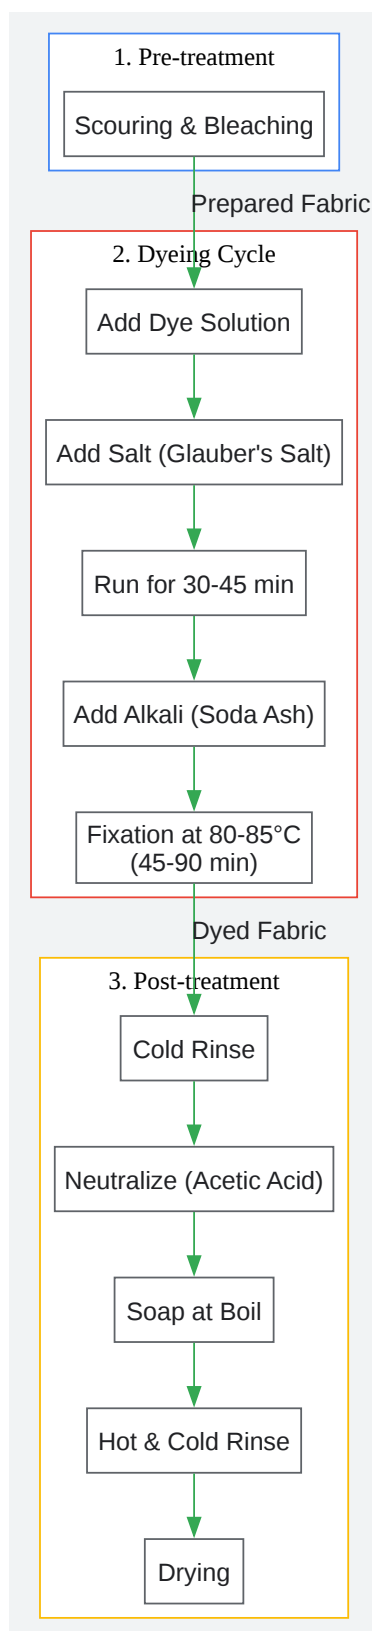 1. Pre-treatment
Scouring & Bleaching
Prepared Fabric
2. Dyeing Cycle
Add Dye Solution
Add Salt (Glauber's Salt)
Run for 30-45 min
Add Alkali (Soda Ash)
Fixation at 80-85°C
(45-90 min)
Dyed Fabric
3. Post-treatment
Cold Rinse
Neutralize (Acetic Acid)
Soap at Boil
Hot & Cold Rinse
Drying